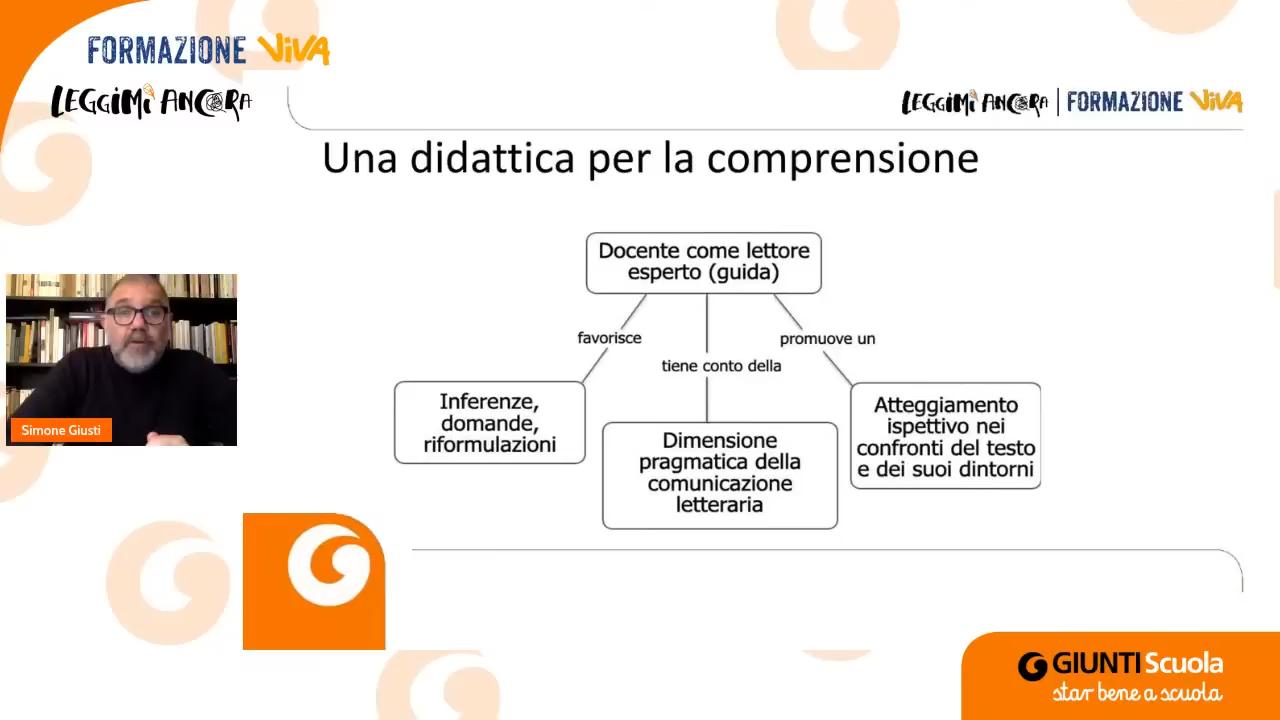 FORMAZIONE VIVA
LEGGIMI ANCORA
LEGGIMI ANCORA | FORMAZIONE VIVA
Una didattica per la comprensione
Docente come lettore
esperto (guida)
favorisce
tiene conto della
promuove un
Inferenze,
domande,
riformulazioni
Dimensione
pragmatica della
comunicazione
letteraria
Atteggiamento
ispettivo nei
confronti del testo
e dei suoi dintorni
Simone Giusti
GIUNTI Scuola
star bene a scuola